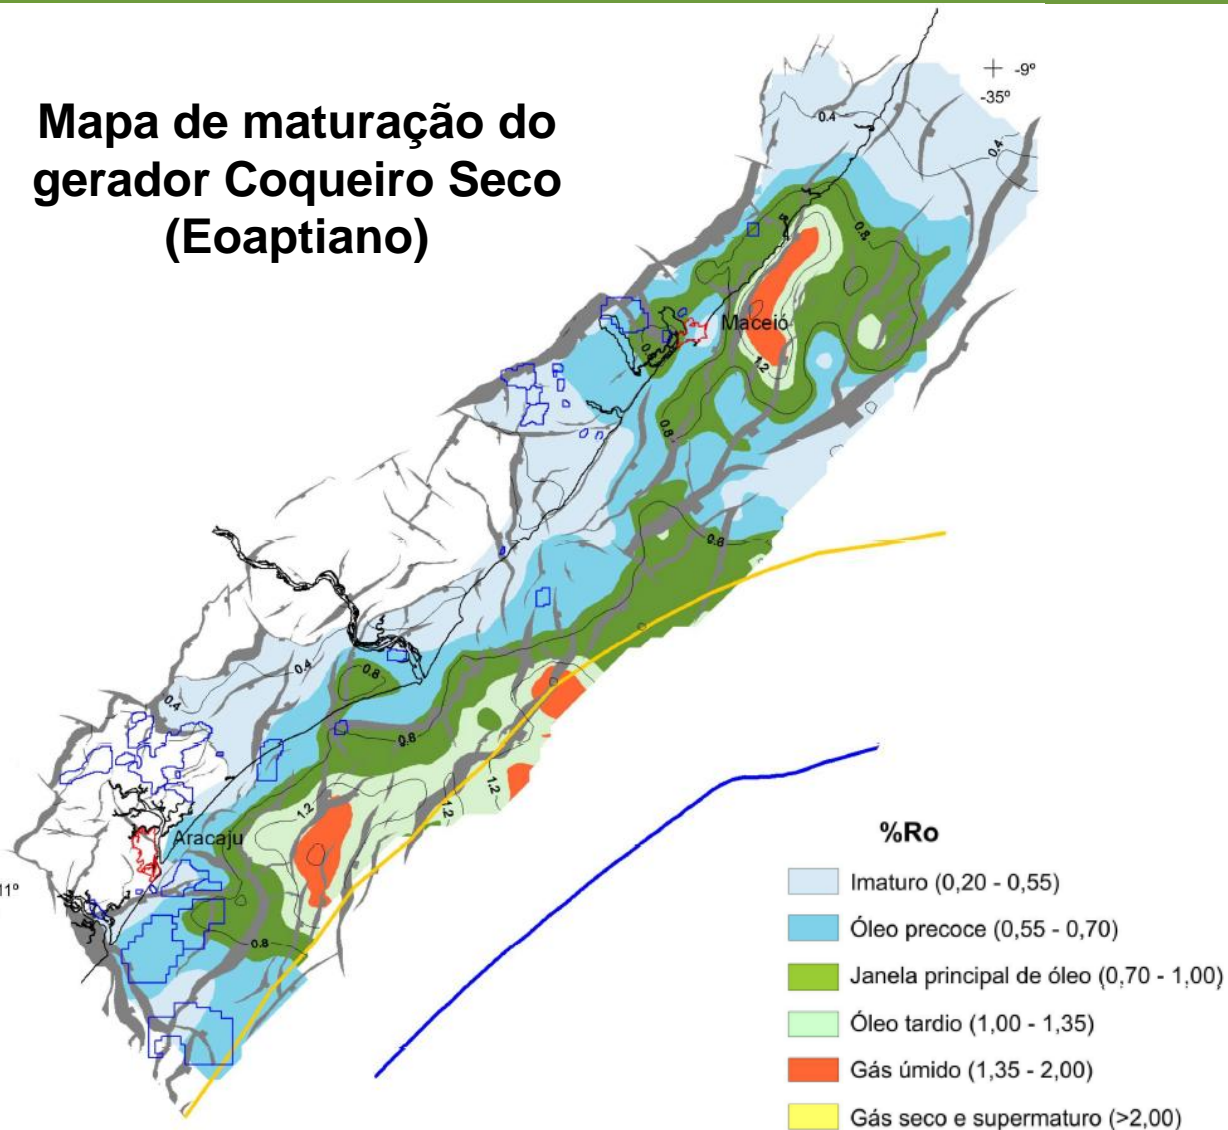 Mapa de maturação do
gerador Coqueiro Seco
(Eoaptiano)
-9º
-35º
0.4
0.4
0.8
Maceió
1.2
0.8
0.8
0.4
0.8
0.4
0.8
1.2
1.2
1.2
Aracaju
11º
0.8
%Ro
Imaturo (0,20 - 0,55)
Óleo precoce (0,55 - 0,70)
Janela principal de óleo (0,70 - 1,00)
Óleo tardio (1,00 - 1,35)
Gás úmido (1,35 - 2,00)
Gás seco e supermaturo (>2,00)